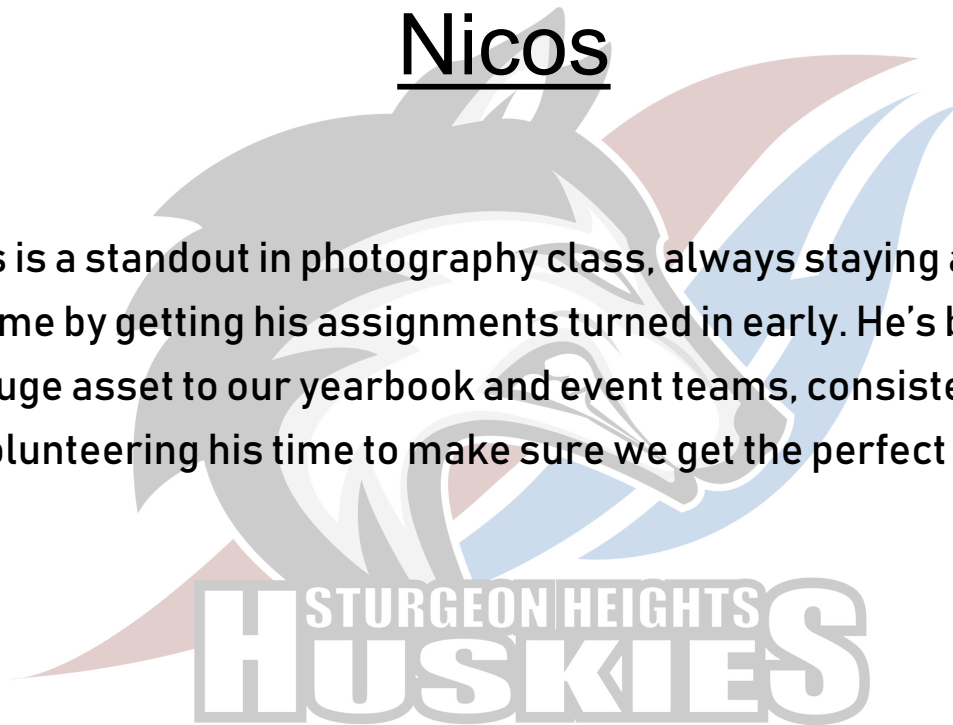 Nicos
s is a standout in photography class, always staying a
me by getting his assignments turned in early. He’s b
uge asset to our yearbook and event teams, consiste
olunteering his time to make sure we get the perfect
STURGEON HEIGHTS
HUSKIES